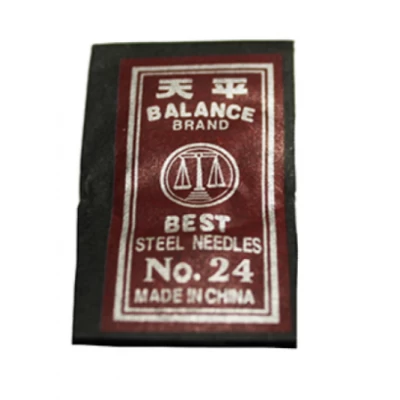 天平
BALANCE
BRAND
BEST
STEEL NEEDLES
No. 24
MADE IN CHINA